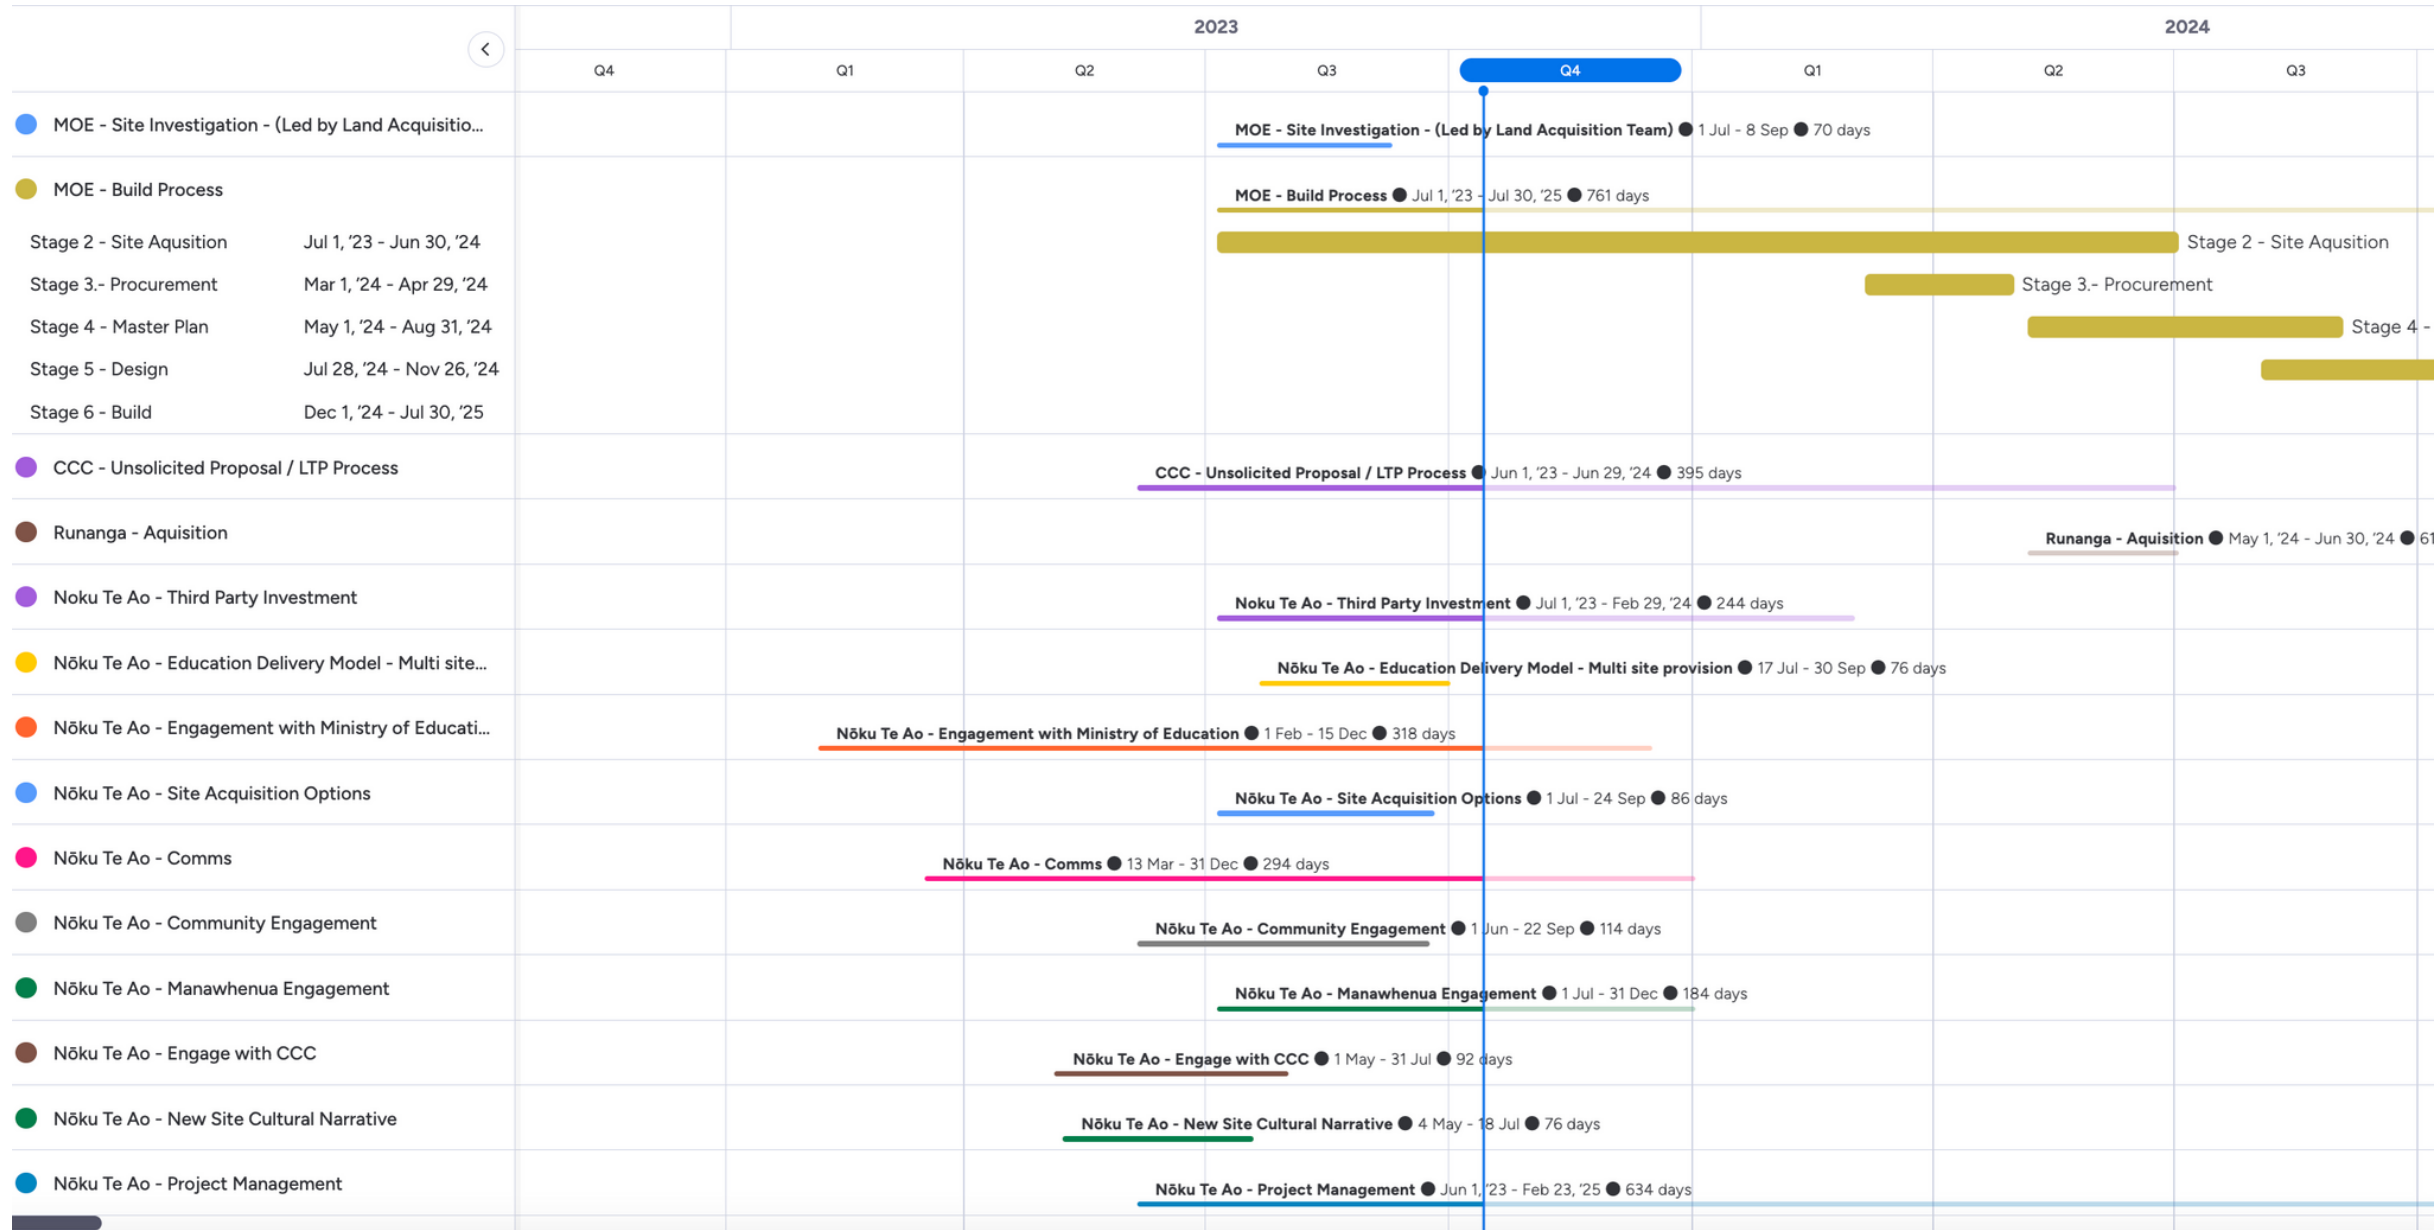 2023 2024
Q4 Q1 Q2 Q3 Q4 Q1 Q2 Q3
MOE - Site Investigation - (Led by Land Acquisitio... MOE - Site Investigation - (Led by Land Acquisition Team) ● 1 Jul - 8 Sep ● 70 days
MOE - Build Process MOE - Build Process ● Jul 1, '23 - Jul 30, '25 ● 761 days
Stage 2 - Site Aqusition Jul 1, '23 - Jun 30, '24 Stage 2 - Site Aqusition
Stage 3.- Procurement Mar 1, '24 - Apr 29, '24 Stage 3.- Procurement
Stage 4 - Master Plan May 1, '24 - Aug 31, '24 Stage 4 -
Stage 5 - Design Jul 28, '24 - Nov 26, '24
Stage 6 - Build Dec 1, '24 - Jul 30, '25
CCC - Unsolicited Proposal / LTP Process CCC - Unsolicited Proposal / LTP Process ● Jun 1, '23 - Jun 29, '24 ● 395 days
Runanga - Aquisition Runanga - Aquisition ● May 1, '24 - Jun 30, '24 ● 61
Noku Te Ao - Third Party Investment Noku Te Ao - Third Party Investment ● Jul 1, '23 - Feb 29, '24 ● 244 days
Nōku Te Ao - Education Delivery Model - Multi site... Nōku Te Ao - Education Delivery Model - Multi site provision ● 17 Jul - 30 Sep ● 76 days
Nōku Te Ao - Engagement with Ministry of Educati... Nōku Te Ao - Engagement with Ministry of Education ● 1 Feb - 15 Dec ● 318 days
Nōku Te Ao - Site Acquisition Options Nōku Te Ao - Site Acquisition Options ● 1 Jul - 24 Sep ● 86 days
Nōku Te Ao - Comms Nōku Te Ao - Comms ● 13 Mar - 31 Dec ● 294 days
Nōku Te Ao - Community Engagement Nōku Te Ao - Community Engagement ● 1 Jun - 22 Sep ● 114 days
Nōku Te Ao - Manawhenua Engagement Nōku Te Ao - Manawhenua Engagement ● 1 Jul - 31 Dec ● 184 days
Nōku Te Ao - Engage with CCC Nōku Te Ao - Engage with CCC ● 1 May - 31 Jul ● 92 days
Nōku Te Ao - New Site Cultural Narrative Nōku Te Ao - New Site Cultural Narrative ● 4 May - 18 Jul ● 76 days
Nōku Te Ao - Project Management Nōku Te Ao - Project Management ● Jun 1, '23 - Feb 23, '25 ● 634 days